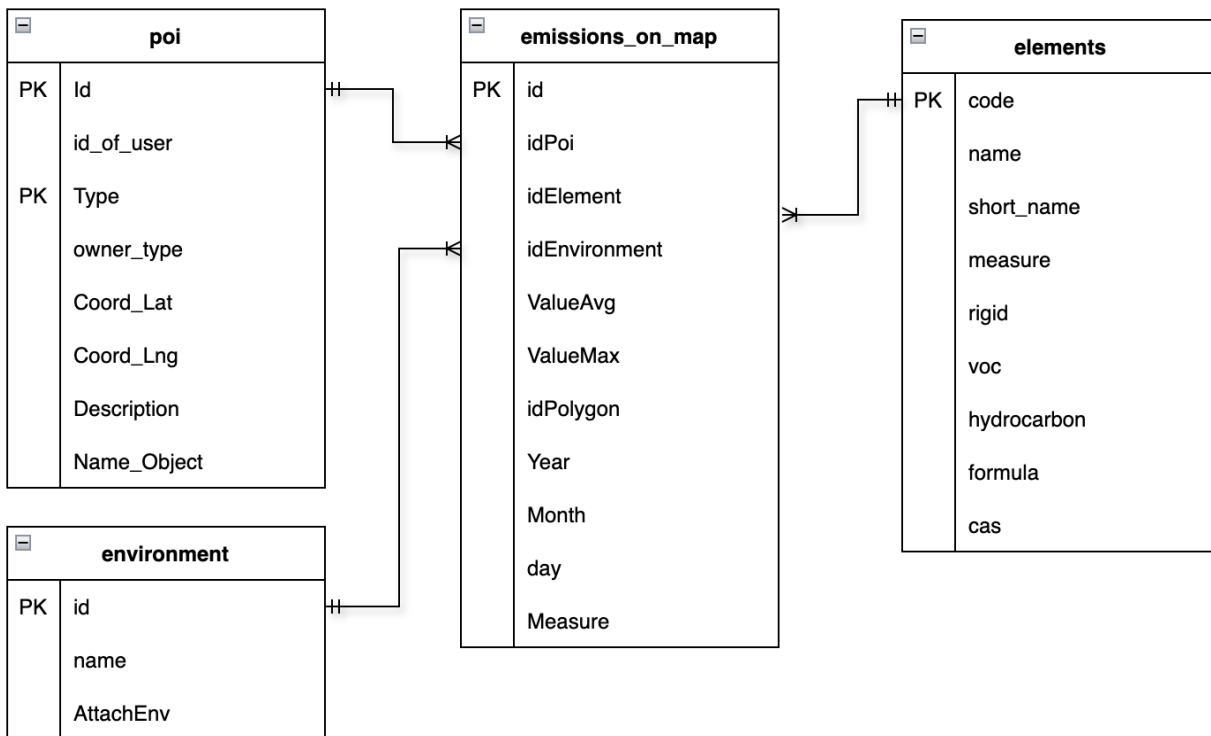 poi
PK Id
id_of_user
PK Type
owner_type
Coord_Lat
Coord_Lng
Description
Name_Object
environment
PK id
name
AttachEnv
emissions_on_map
PK id
idPoi
idElement
idEnvironment
ValueAvg
ValueMax
idPolygon
Year
Month
day
Measure
elements
PK code
name
short_name
measure
rigid
voc
hydrocarbon
formula
cas